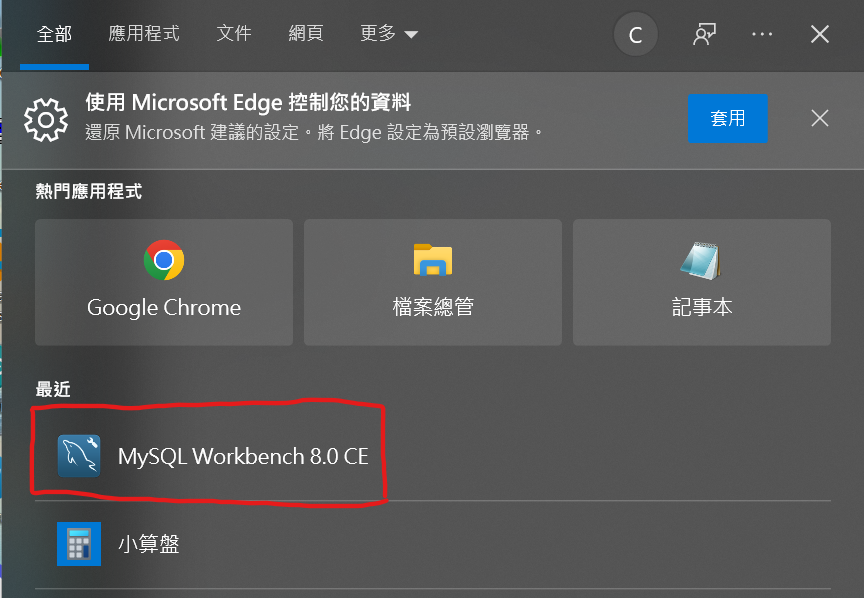 全部 應用程式 文件 網頁 更多 C
使用 Microsoft Edge 控制您的資料
還原 Microsoft 建議的設定。將 Edge 設定為預設瀏覽器。
套用
熱門應用程式
Google Chrome 檔案總管 記事本
最近
MySQL Workbench 8.0 CE
小算盤